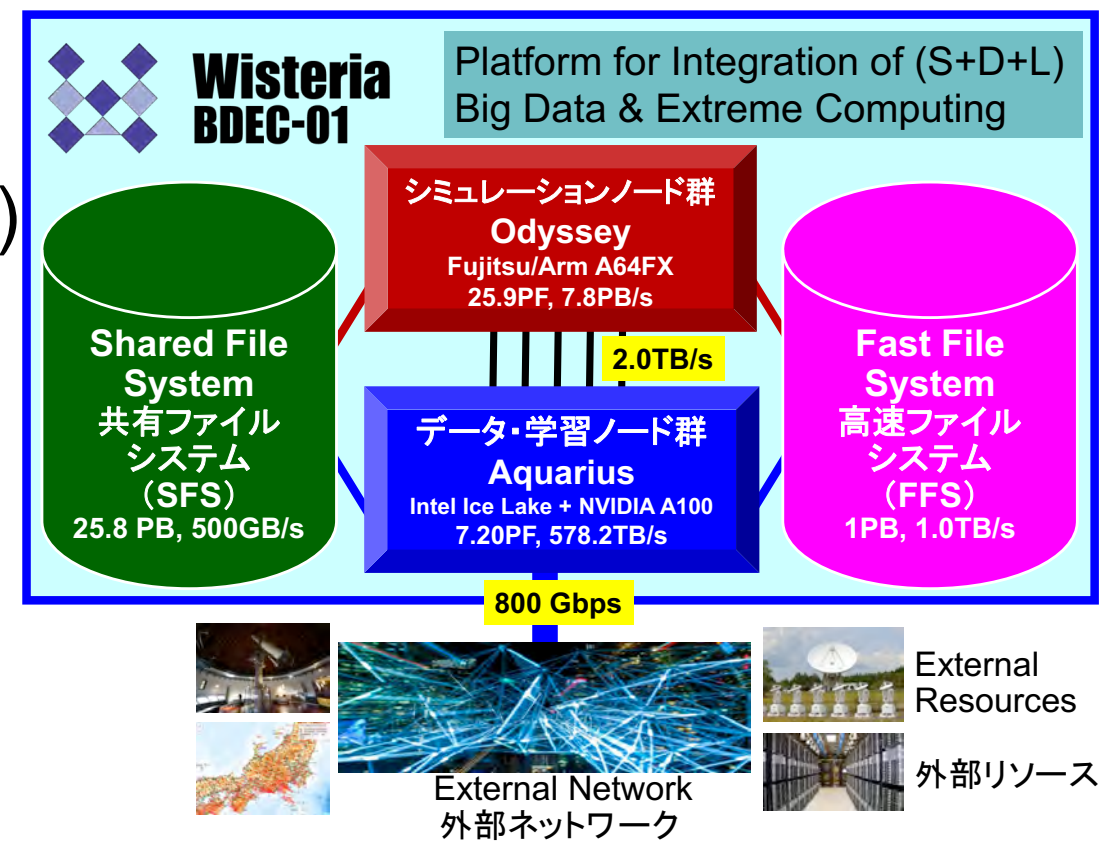 Wisteria
BDEC-01
Platform for Integration of (S+D+L)
Big Data & Extreme Computing
)
シミュレーションノード群
Odyssey
Fujitsu/Arm A64FX
25.9PF, 7.8PB/s
Shared File
System
共有ファイル
システム
（SFS）
25.8 PB, 500GB/s
2.0TB/s
Fast File
System
高速ファイル
システム
（FFS）
1PB, 1.0TB/s
データ・学習ノード群
Aquarius
Intel Ice Lake + NVIDIA A100
7.20PF, 578.2TB/s
800 Gbps
External
Resources
外部リソース
External Network
外部ネットワーク